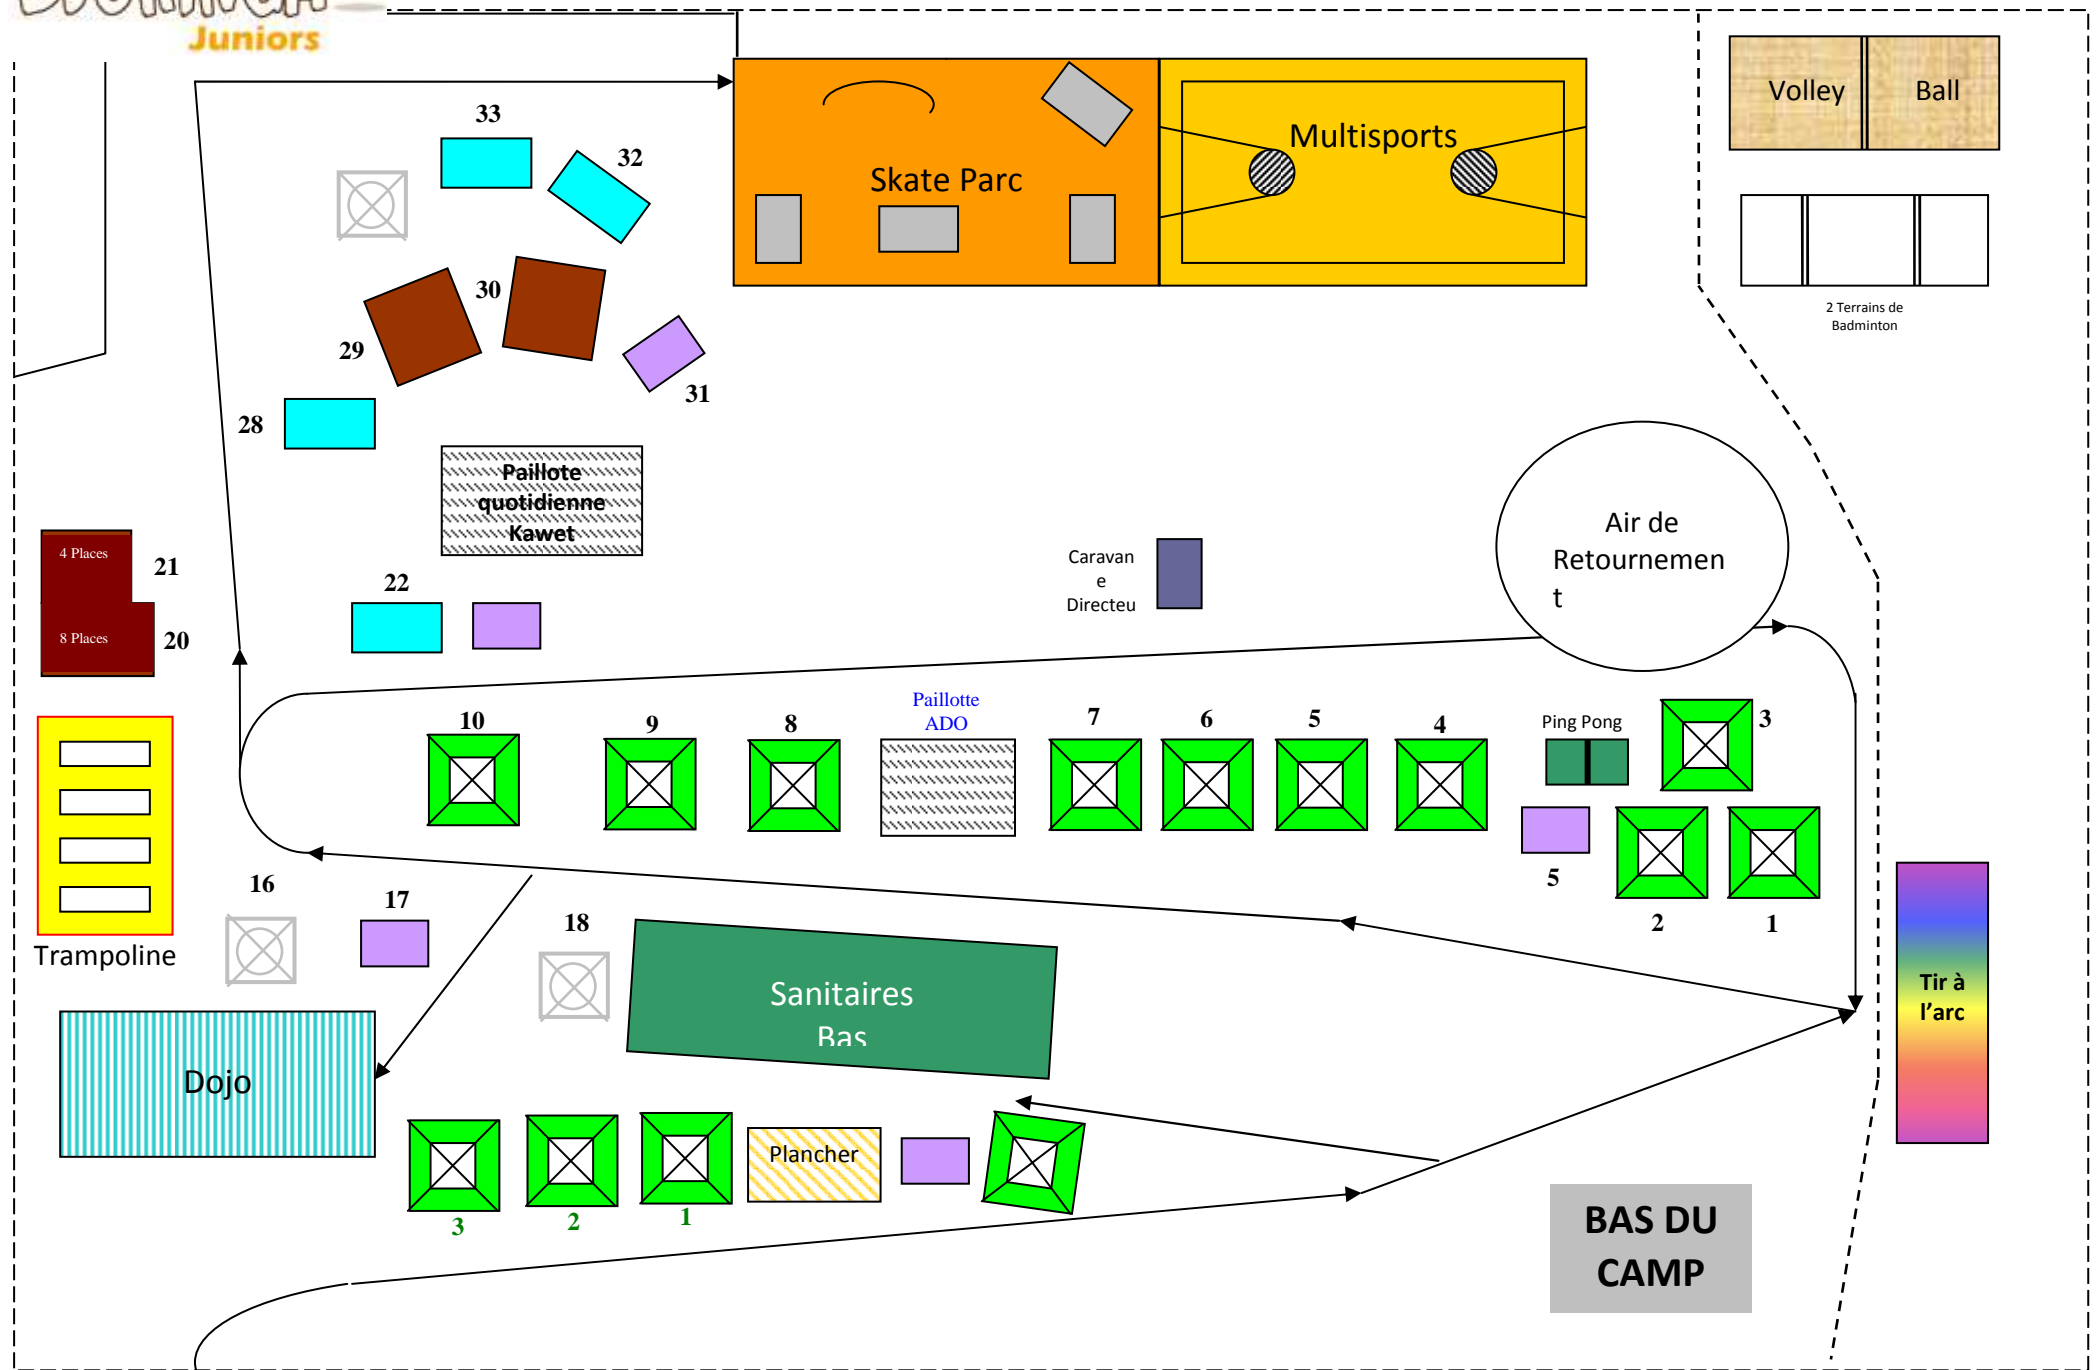 Juniors
Volley Ball
33
Multisports
32
Skate Parc
30
2 Terrains de
Badminton
29
31
28
Paillote
quotidienne
Kawet
Air de
Retournemen
t
4 Places
21
Caravan
e
Directeu
22
8 Places
20
Paillotte
ADO
10
9
8
7
6
5
4
Ping Pong
3
5
2
1
16
17
18
Trampoline
Sanitaires
Bas
Tir à
l'arc
Dojo
Plancher
3
2
1
BAS DU
CAMP